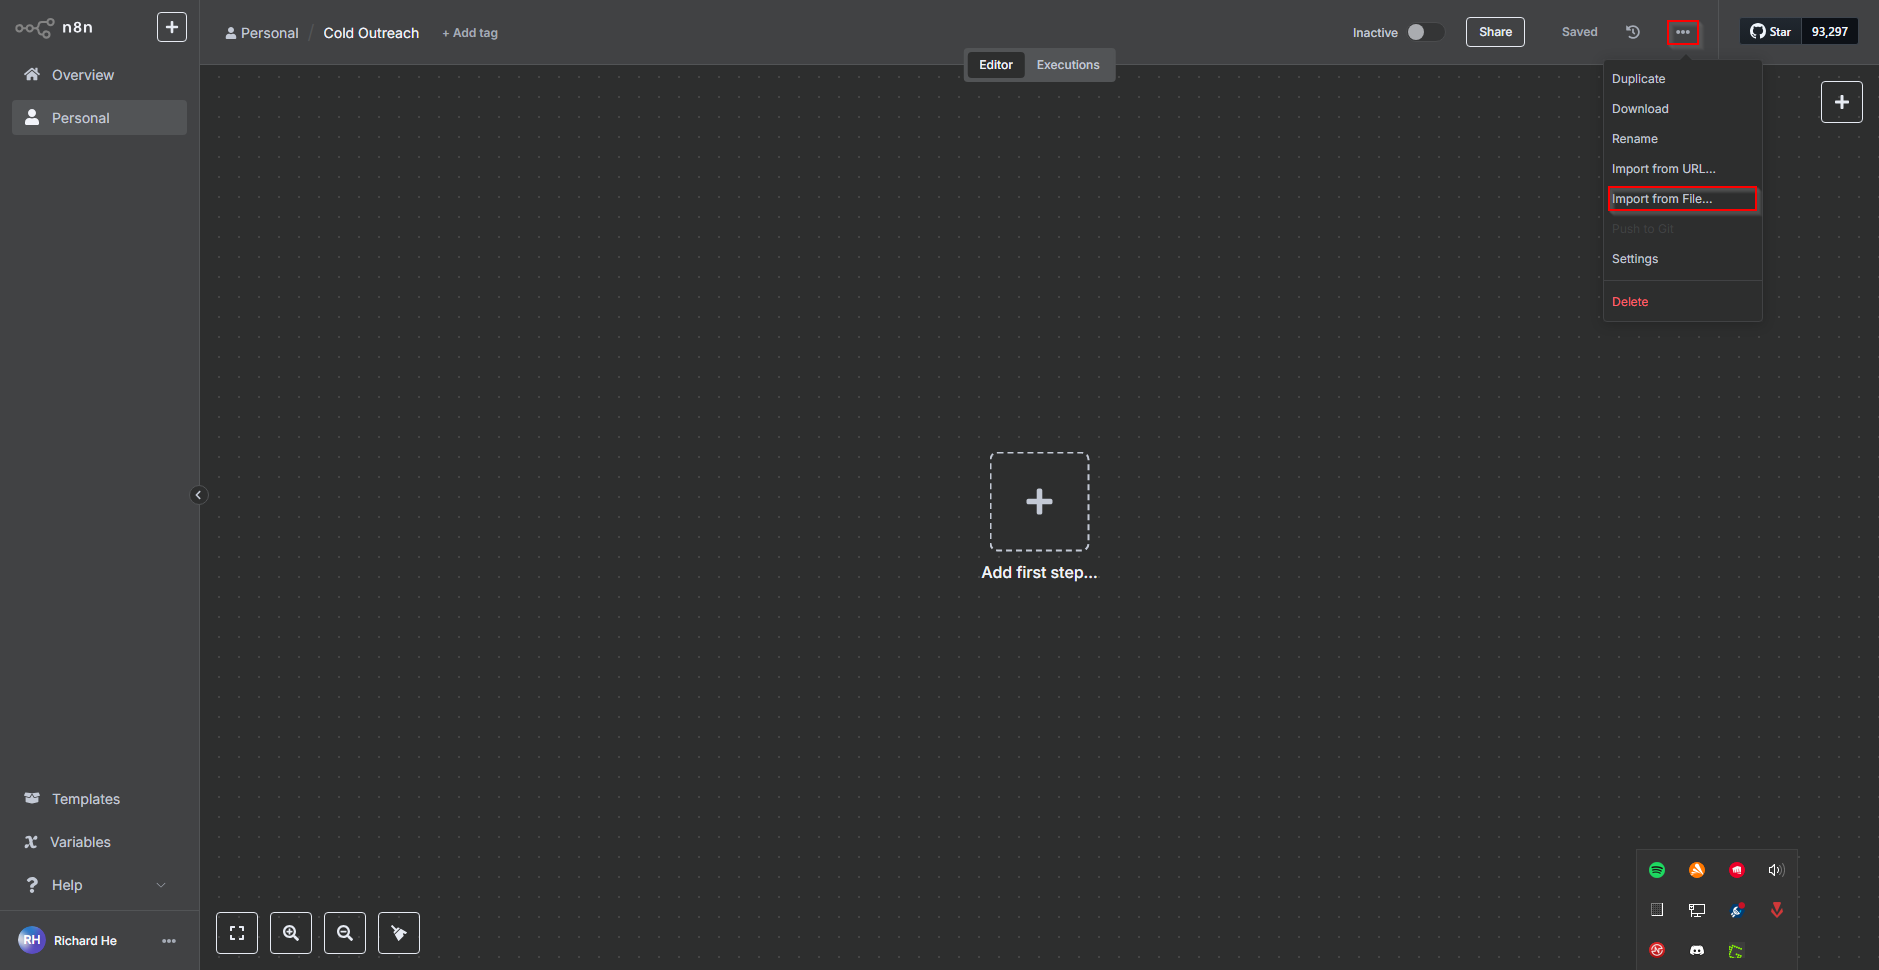 n8n
Overview
Personal
Templates
Variables
Help
RH Richard He
Personal / Cold Outreach + Add tag
Editor Executions
Inactive Share Saved
Star 93,297
Duplicate
Download
Rename
Import from URL...
Import from File...
Push to Git
Settings
Delete
Add first step...